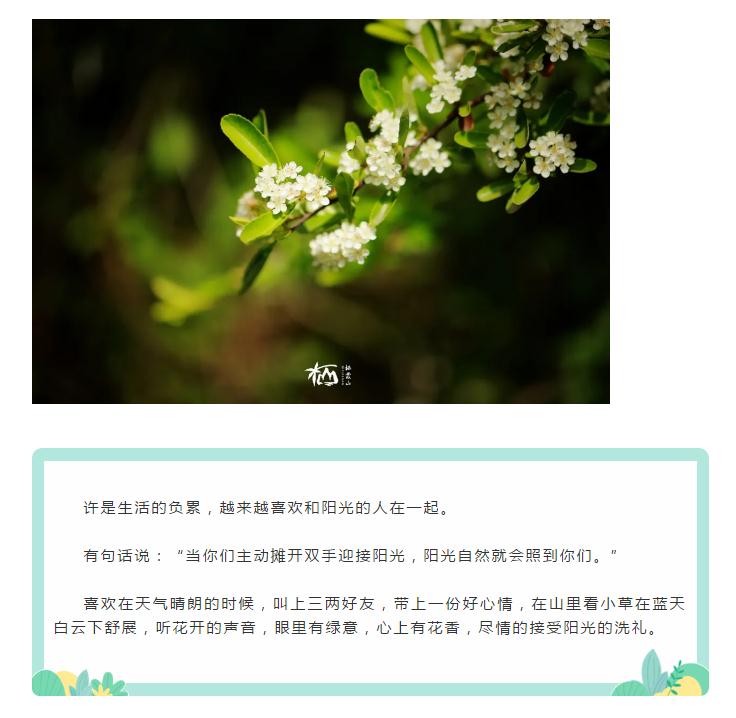 栖霞山
许是生活的负累，越来越喜欢和阳光的人在一起。
有句话说：“当你们主动摊开双手迎接阳光，阳光自然就会照到你们。”
喜欢在天气晴朗的时候，叫上三两好友，带上一份好心情，在山里看小草在蓝天
白云下舒展，听花开的声音，眼里有绿意，心上有花香，尽情的接受阳光的洗礼。